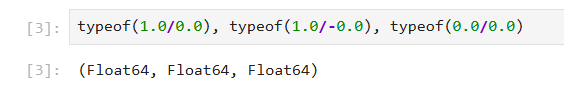 [3]: typeof(1.0/0.0), typeof(1.0/-0.0), typeof(0.0/0.0)
[3]: (Float64, Float64, Float64)